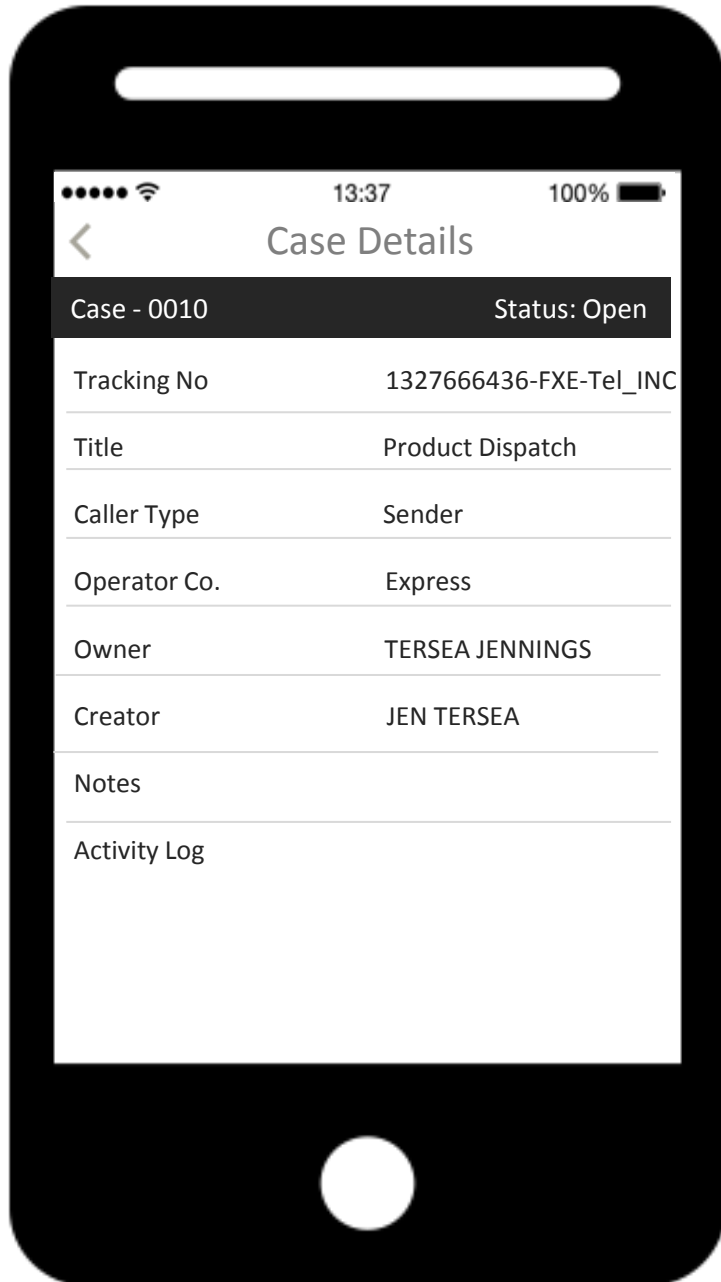 13:37 100%
Case Details
Case - 0010 Status: Open
Tracking No 1327666436-FXE-Tel_INC
Title Product Dispatch
Caller Type Sender
Operator Co. Express
Owner TERSEA JENNINGS
Creator JEN TERSEA
Notes
Activity Log